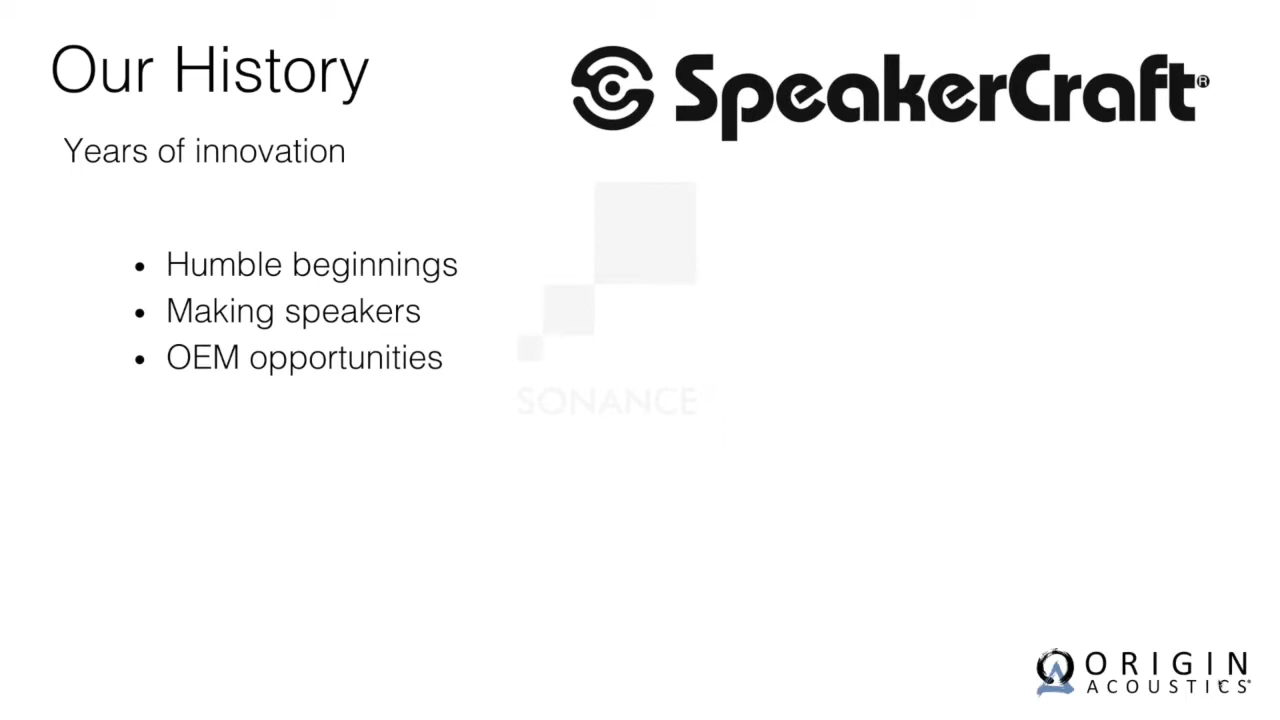 Our History
SpeakerCraft®
Years of innovation
• Humble beginnings
• Making speakers
• OEM opportunities
SONANCE
ORIGIN
ACOUSTICS®